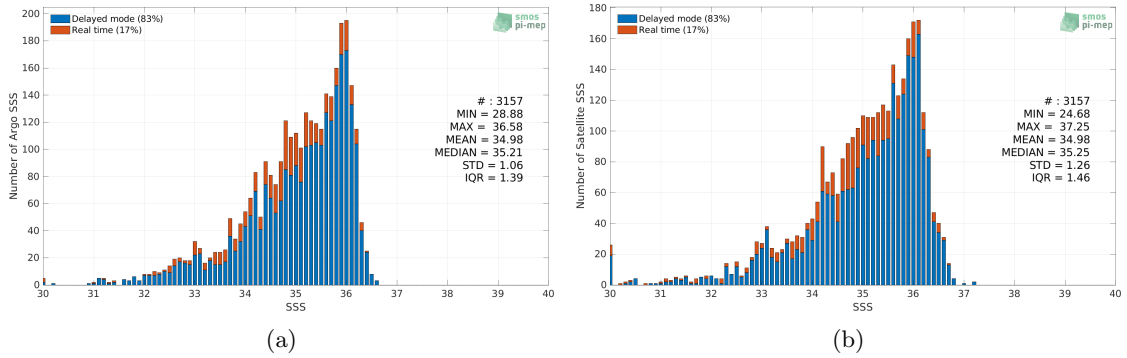 Delayed mode (83%)
Real time (17%)
smos
pi-mep
# : 3157
MIN = 28.88
MAX = 36.58
MEAN = 34.98
MEDIAN = 35.21
STD = 1.06
IQR = 1.39
Number of Argo SSS
200
180
160
140
120
100
80
60
40
20
0
30 31 32 33 34 35 36 37 38 39 40
SSS
(a)
Delayed mode (83%)
Real time (17%)
smos
pi-mep
# : 3157
MIN = 24.68
MAX = 37.25
MEAN = 34.98
MEDIAN = 35.25
STD = 1.26
IQR = 1.46
Number of Satellite SSS
180
160
140
120
100
80
60
40
20
0
30 31 32 33 34 35 36 37 38 39 40
SSS
(b)